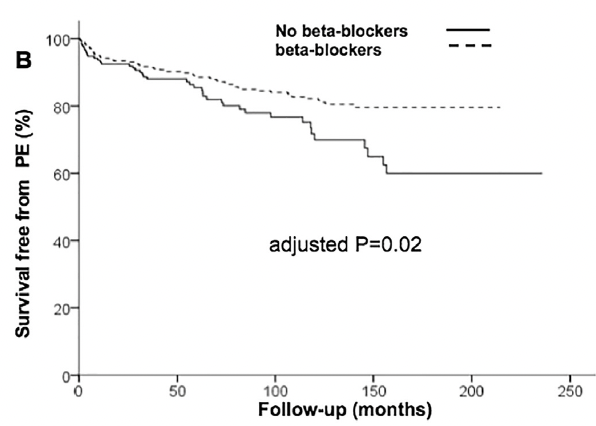 B
No beta-blockers
beta-blockers
Survival free from PE (%)
100
80
60
40
20
0
adjusted P=0.02
0 50 100 150 200 250
Follow-up (months)